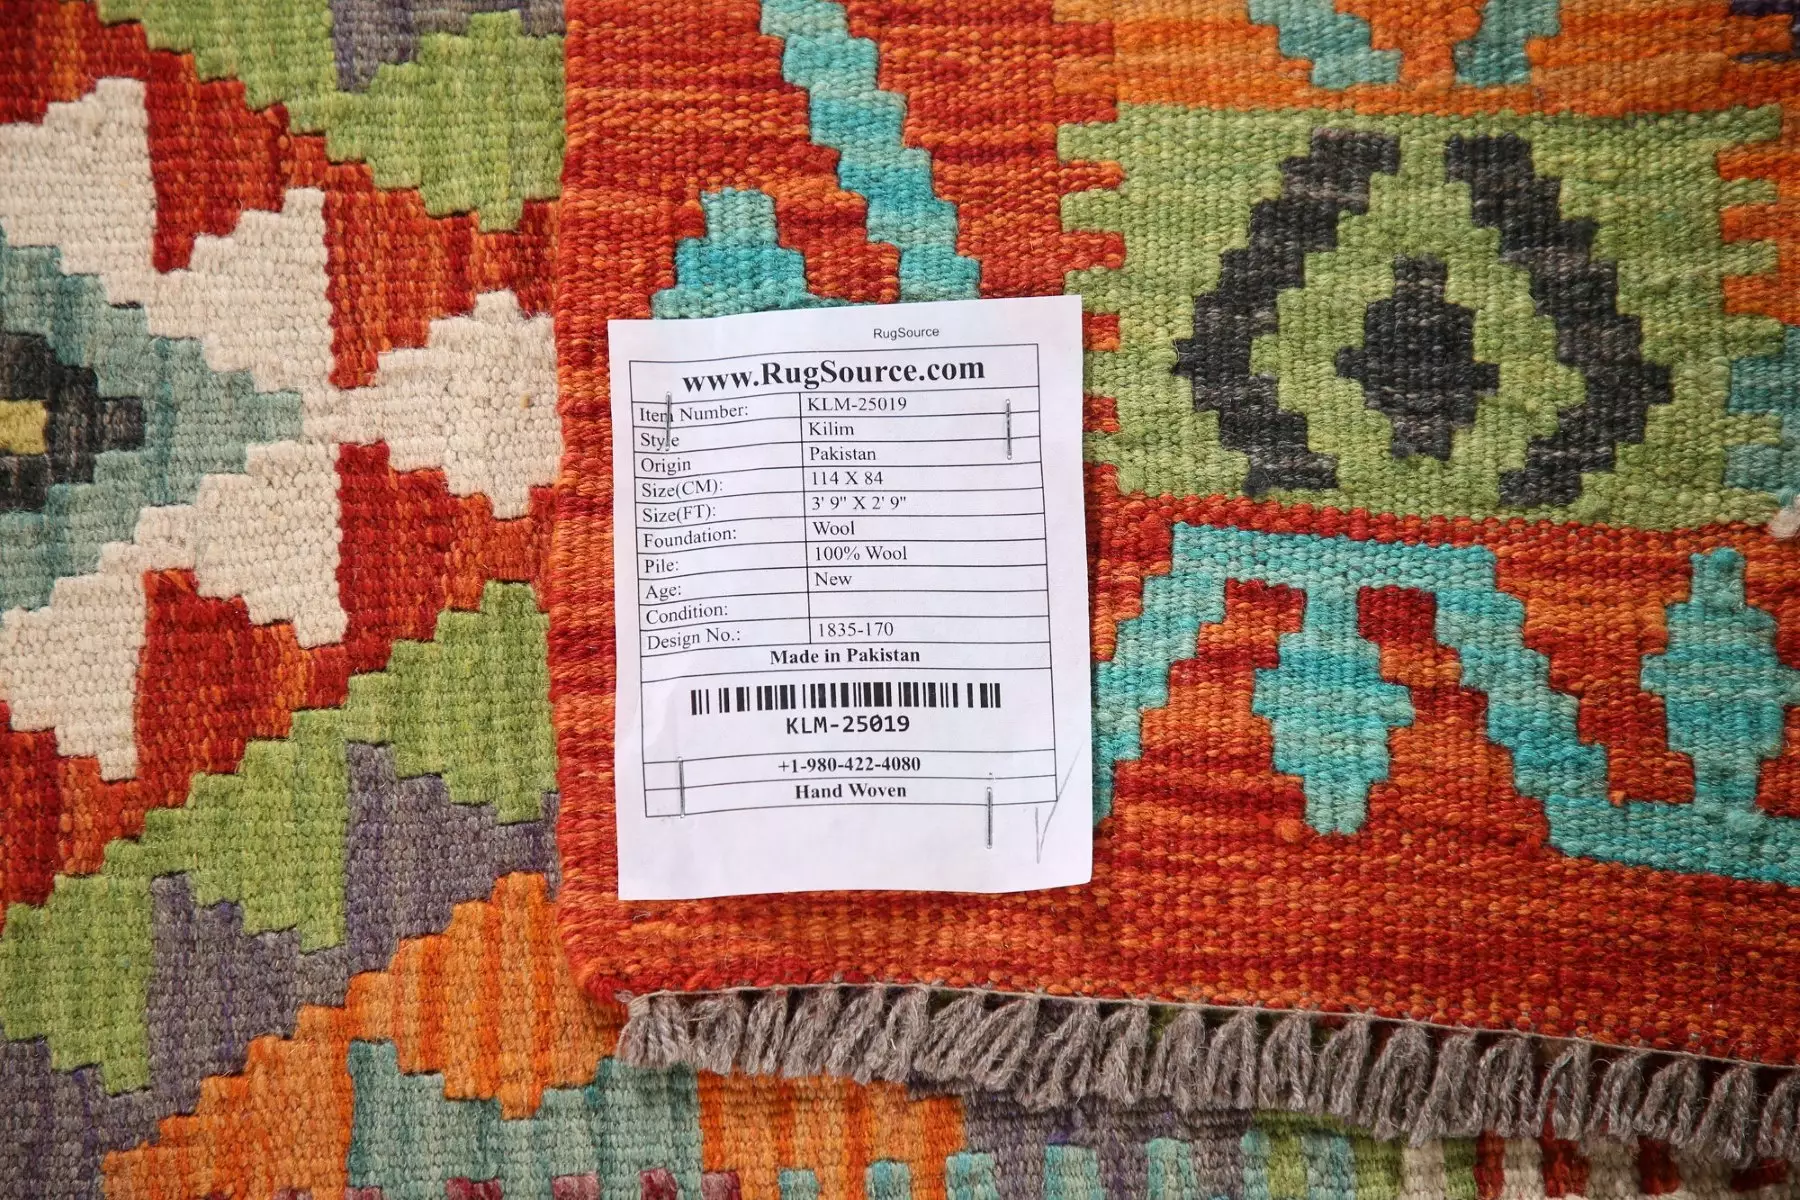 RugSource
www.RugSource.com
Item Number: KLM-25019
Style Kilim
Origin Pakistan
Size(CM): 114 X 84
Size(FT): 3' 9" X 2' 9"
Foundation: Wool
Pile: 100% Wool
Age: New
Condition:
Design No.: 1835-170
Made in Pakistan
KLM-25019
+1-980-422-4080
Hand Woven